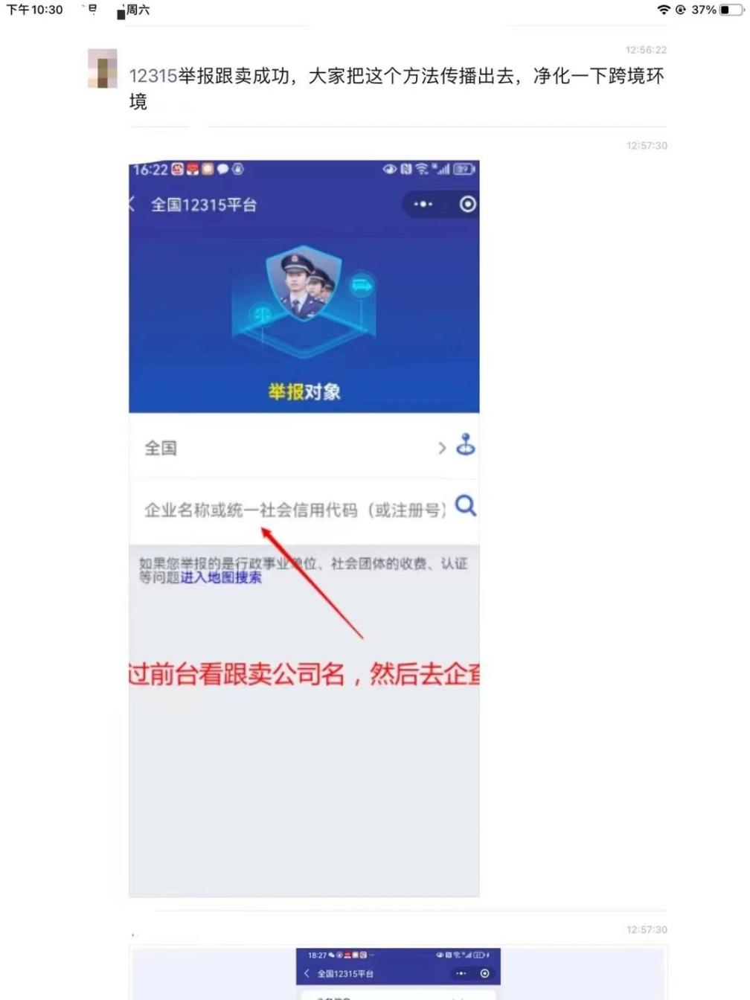 下午10:30 周六 37%
12:56:22
12315举报跟卖成功，大家把这个方法传播出去，净化一下跨境环
境
12:57:30
16:22
全国12315平台
举报对象
全国
企业名称或统一社会信用代码（或注册号）
如果您举报的是行政事业单位、社会团体的收费、认证
等问题进入地图搜索
过前台看跟卖公司名，然后去企查
12:57:30
18:27
全国12315平台